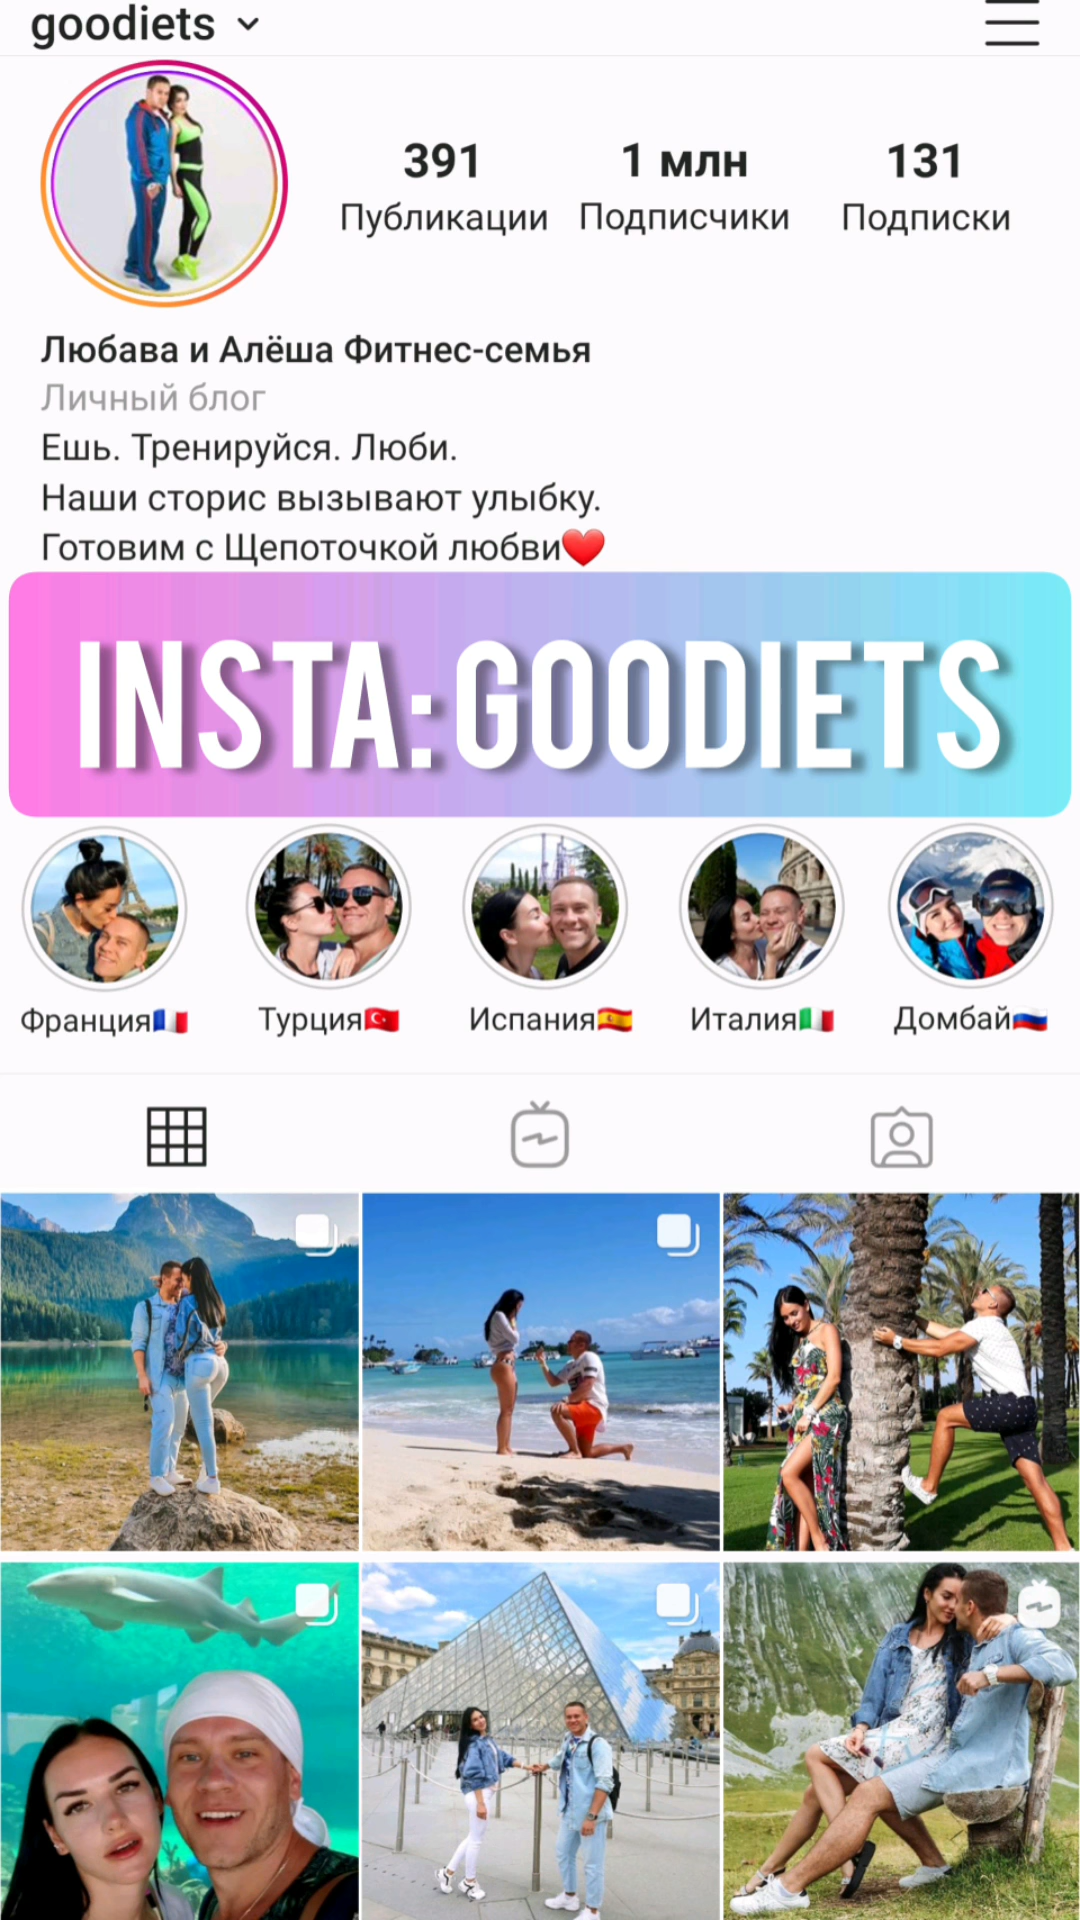 goodiets
391 1 млн 131
Публикации Подписчики Подписки
Любава и Алёша Фитнес-семья
Личный блог
Ешь. Тренируйся. Люби.
Наши сторис вызывают улыбку.
Готовим с Щепоточкой любви❤️
INSTA:GOODIETS
Франция🇫🇷 Турция🇹🇷 Испания🇪🇸 Италия🇮🇹 Домбай🇷🇺